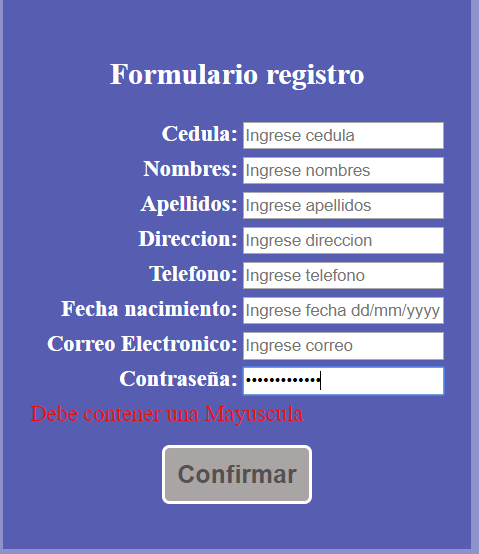 Formulario registro
Cedula: Ingrese cedula
Nombres: Ingrese nombres
Apellidos: Ingrese apellidos
Direccion: Ingrese direccion
Telefono: Ingrese telefono
Fecha nacimiento: Ingrese fecha dd/mm/yyyy
Correo Electronico: Ingrese correo
Contraseña: •••••••••••••
Debe contener una Mayuscula
Confirmar